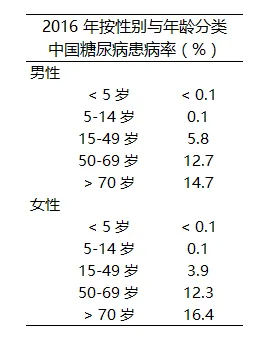 2016 年按性别与年龄分类
中国糖尿病患病率（%）
男性
< 5 岁 < 0.1
5-14 岁 0.1
15-49 岁 5.8
50-69 岁 12.7
> 70 岁 14.7
女性
< 5 岁 < 0.1
5-14 岁 0.1
15-49 岁 3.9
50-69 岁 12.3
> 70 岁 16.4